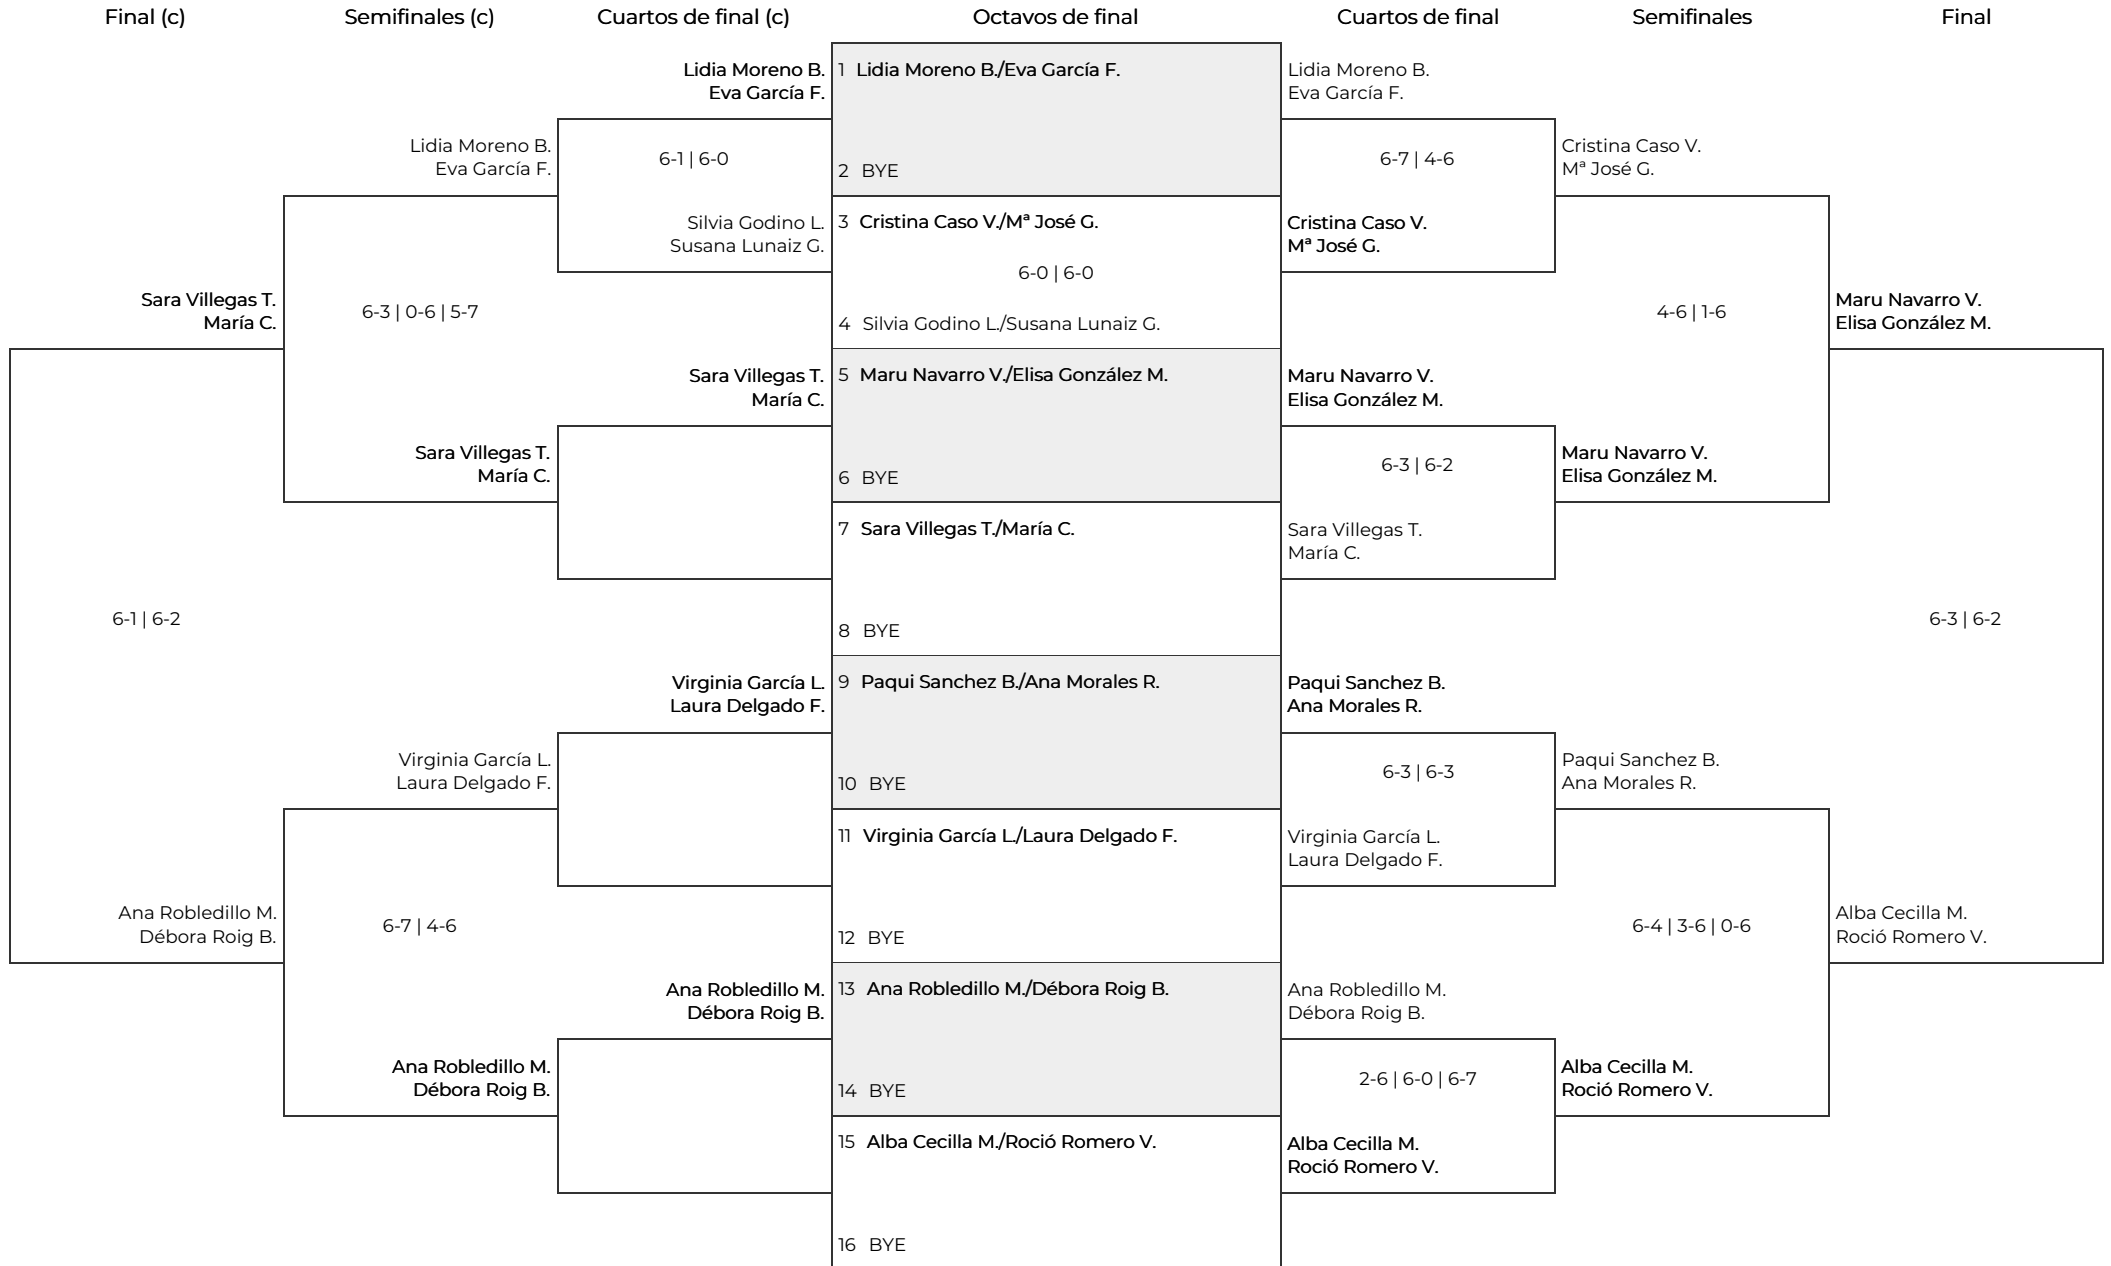 Final (c)
Semifinales (c)
Cuartos de final (c)
Octavos de final
Cuartos de final
Semifinales
Final
Sara Villegas T.
María C.
6-1 | 6-2
Ana Robledillo M.
Débora Roig B.
Lidia Moreno B.
Eva García F.
6-3 | 0-6 | 5-7
Sara Villegas T.
María C.
Virginia García L.
Laura Delgado F.
6-7 | 4-6
Ana Robledillo M.
Débora Roig B.
Lidia Moreno B.
Eva García F.
6-1 | 6-0
Silvia Godino L.
Susana Lunaiz G.
Sara Villegas T.
María C.
Virginia García L.
Laura Delgado F.
Ana Robledillo M.
Débora Roig B.
1 Lidia Moreno B./Eva García F.
2 BYE
3 Cristina Caso V./Mª José G.
6-0 | 6-0
4 Silvia Godino L./Susana Lunaiz G.
5 Maru Navarro V./Elisa González M.
6 BYE
7 Sara Villegas T./María C.
8 BYE
9 Paqui Sanchez B./Ana Morales R.
10 BYE
11 Virginia García L./Laura Delgado F.
12 BYE
13 Ana Robledillo M./Débora Roig B.
14 BYE
15 Alba Cecilla M./Roció Romero V.
16 BYE
Lidia Moreno B.
Eva García F.
6-7 | 4-6
Cristina Caso V.
Mª José G.
Maru Navarro V.
Elisa González M.
6-3 | 6-2
Sara Villegas T.
María C.
Paqui Sanchez B.
Ana Morales R.
6-3 | 6-3
Virginia García L.
Laura Delgado F.
Ana Robledillo M.
Débora Roig B.
2-6 | 6-0 | 6-7
Alba Cecilla M.
Roció Romero V.
Cristina Caso V.
Mª José G.
4-6 | 1-6
Maru Navarro V.
Elisa González M.
Paqui Sanchez B.
Ana Morales R.
6-4 | 3-6 | 0-6
Alba Cecilla M.
Roció Romero V.
Maru Navarro V.
Elisa González M.
6-3 | 6-2
Alba Cecilla M.
Roció Romero V.